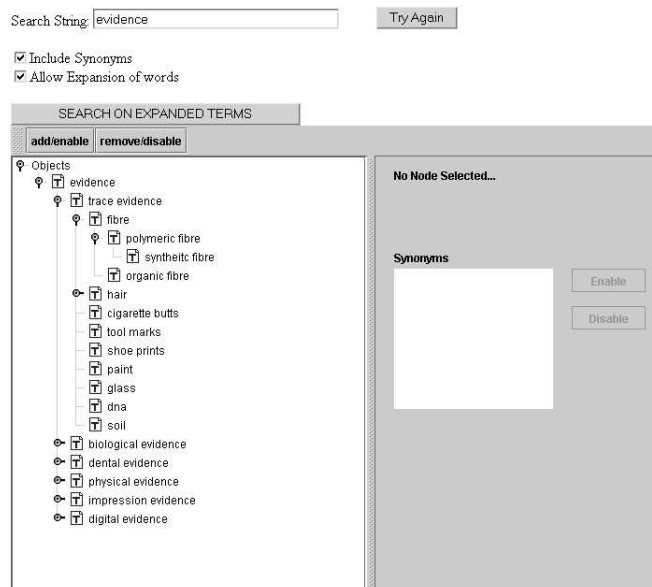 Search String: evidence Try Again
Include Synonyms
Allow Expansion of words
SEARCH ON EXPANDED TERMS
add/enable remove/disable
Objects
evidence
trace evidence
fibre
polymeric fibre
syntheitc fibre
organic fibre
hair
cigarette butts
tool marks
shoe prints
paint
glass
dna
soil
biological evidence
dental evidence
physical evidence
impression evidence
digital evidence
No Node Selected...
Synonyms
Enable
Disable